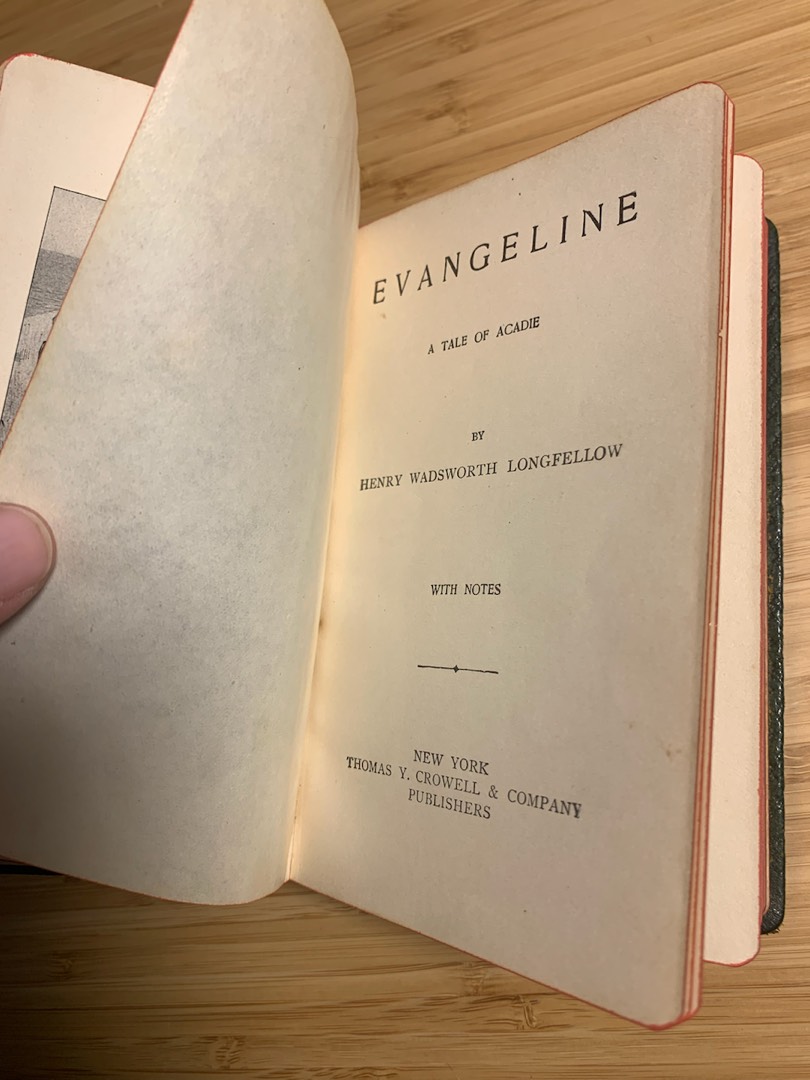 EVANGELINE
A TALE OF ACADIE
BY
HENRY WADSWORTH LONGFELLOW
WITH NOTES
NEW YORK
THOMAS Y. CROWELL & COMPANY
PUBLISHERS